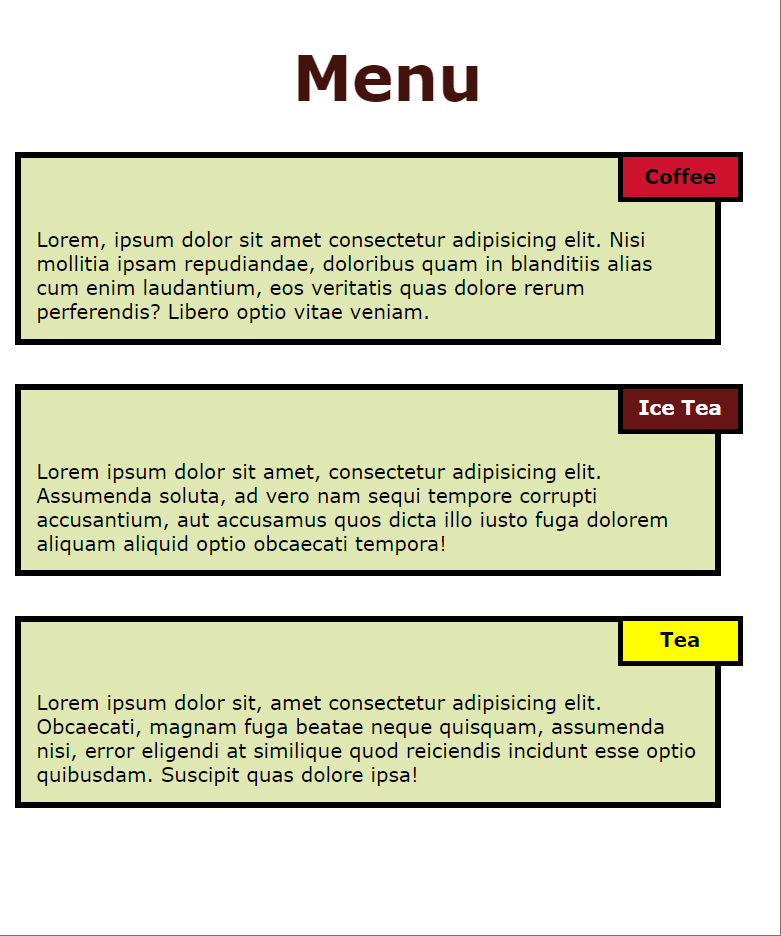 Menu
Coffee
Lorem, ipsum dolor sit amet consectetur adipisicing elit. Nisi
mollitia ipsam repudiandae, doloribus quam in blanditiis alias
cum enim laudantium, eos veritatis quas dolore rerum
perferendis? Libero optio vitae veniam.
Ice Tea
Lorem ipsum dolor sit amet, consectetur adipisicing elit.
Assumenda soluta, ad vero nam sequi tempore corrupti
accusantium, aut accusamus quos dicta illo iusto fuga dolorem
aliquam aliquid optio obcaecati tempora!
Tea
Lorem ipsum dolor sit, amet consectetur adipisicing elit.
Obcaecati, magnam fuga beatae neque quisquam, assumenda
nisi, error eligendi at similique quod reiciendis incidunt esse optio
quibusdam. Suscipit quas dolore ipsa!